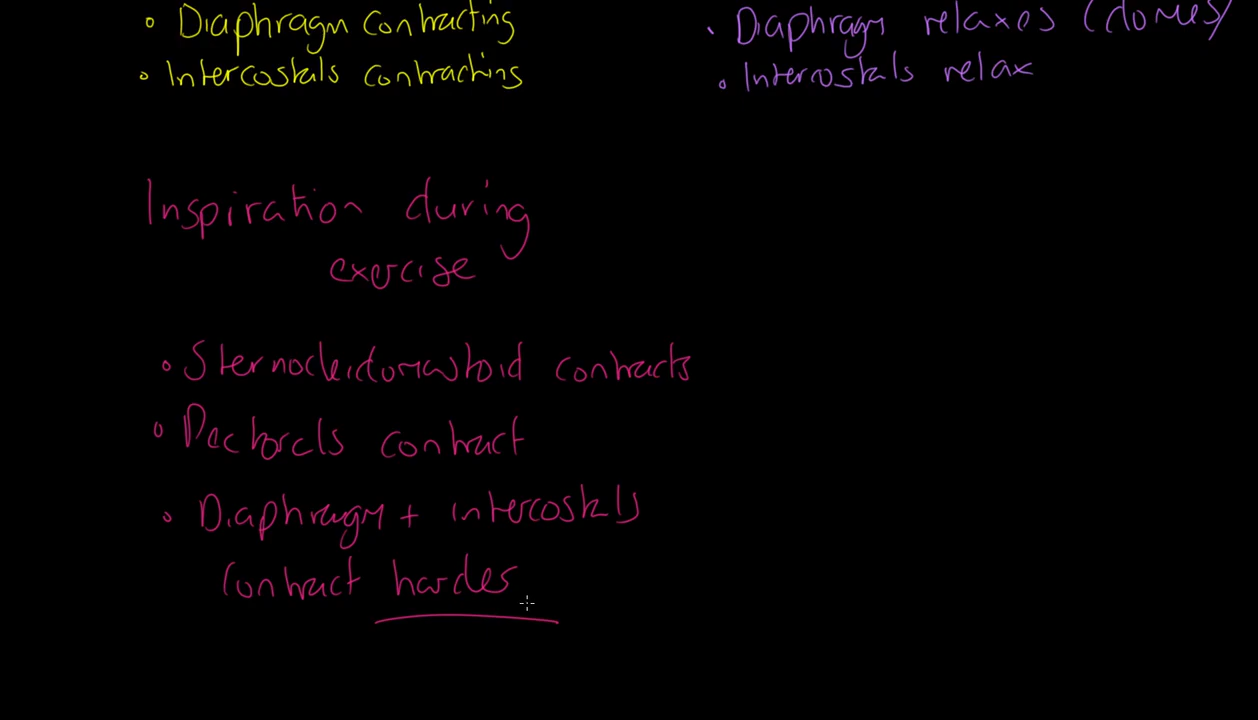 • Diaphragm contracting
• Intercostals contracting
• Diaphragm relaxes (domes)
• Intercostals relax
Inspiration during
exercise
• Sternocleidomastoid contracts
• Pectorals contract
• Diaphragm + intercostals
contract harder